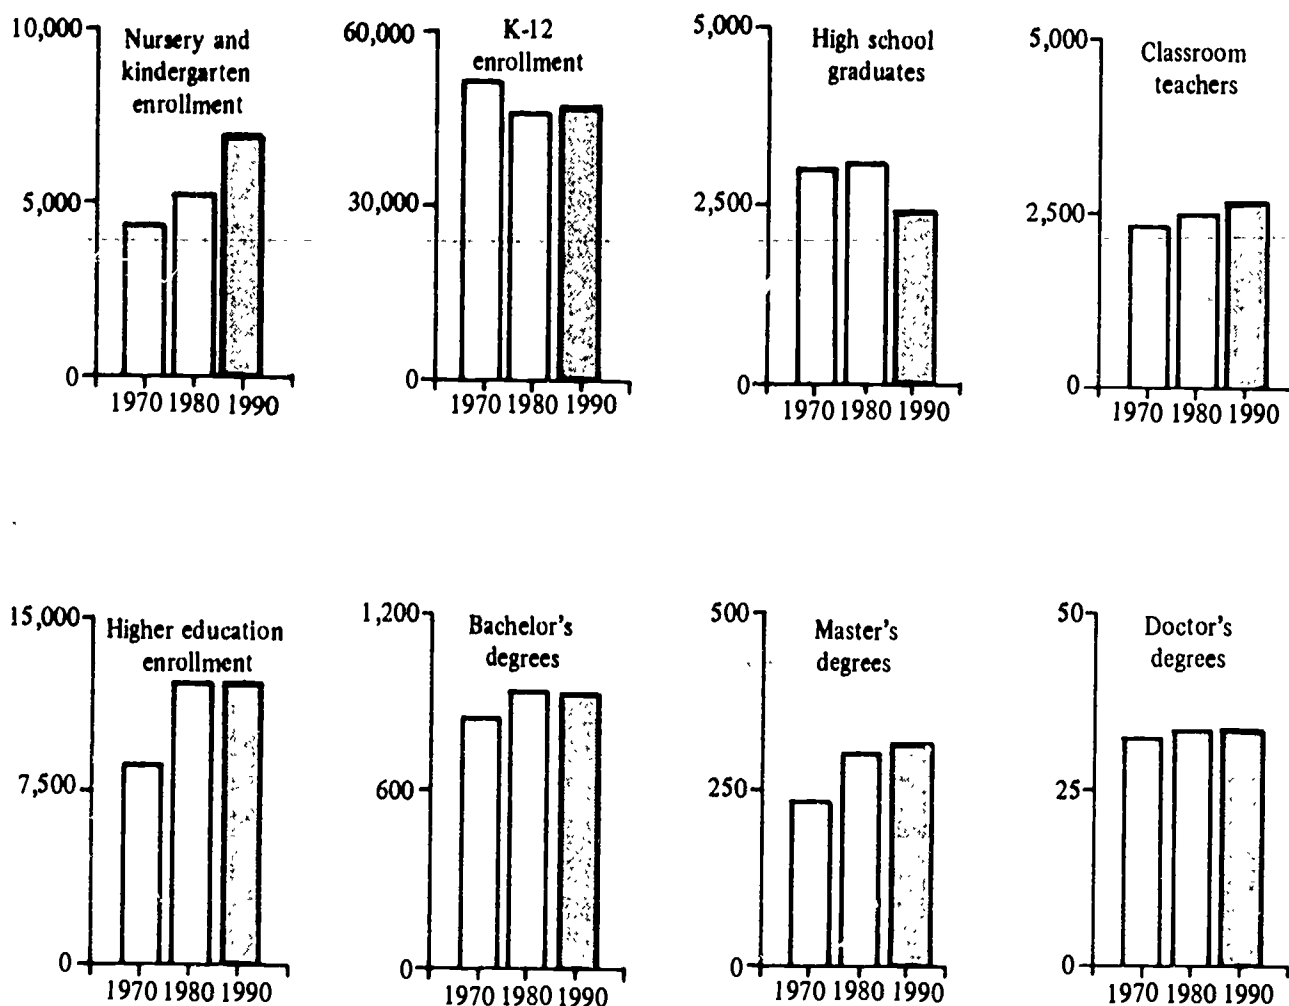 10,000
5,000
0
Nursery and
kindergarten
enrollment
1970 1980 1990
60,000
30,000
0
K-12
enrollment
1970 1980 1990
5,000
2,500
0
High school
graduates
1970 1980 1990
5,000
2,500
0
Classroom
teachers
1970 1980 1990
15,000
7,500
0
Higher education
enrollment
1970 1980 1990
1,200
600
0
Bachelor's
degrees
1970 1980 1990
500
250
0
Master's
degrees
1970 1980 1990
50
25
0
Doctor's
degrees
1970 1980 1990